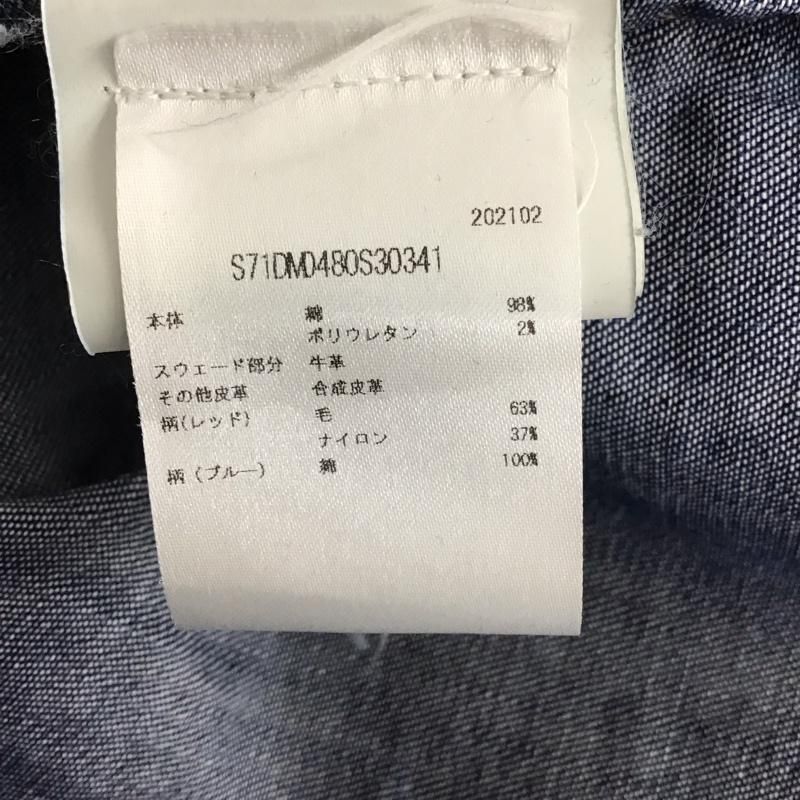 202102
S71DM0480S30341
本体 綿 98%
ポリウレタン 2%
スウェード部分 牛革
その他皮革 合成皮革
柄(レッド) 毛 63%
ナイロン 37%
柄(ブルー) 綿 100%